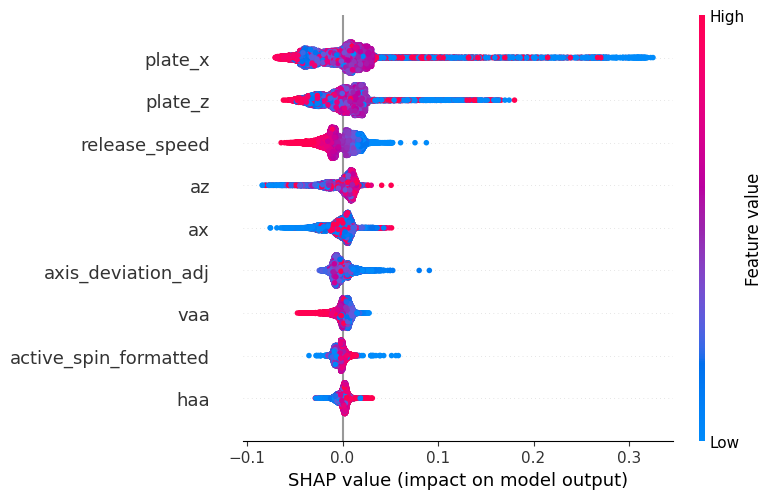 High
plate_x
plate_z
release_speed
az
ax
axis_deviation_adj
vaa
active_spin_formatted
haa
Feature value
Low
−0.1 0.0 0.1 0.2 0.3
SHAP value (impact on model output)